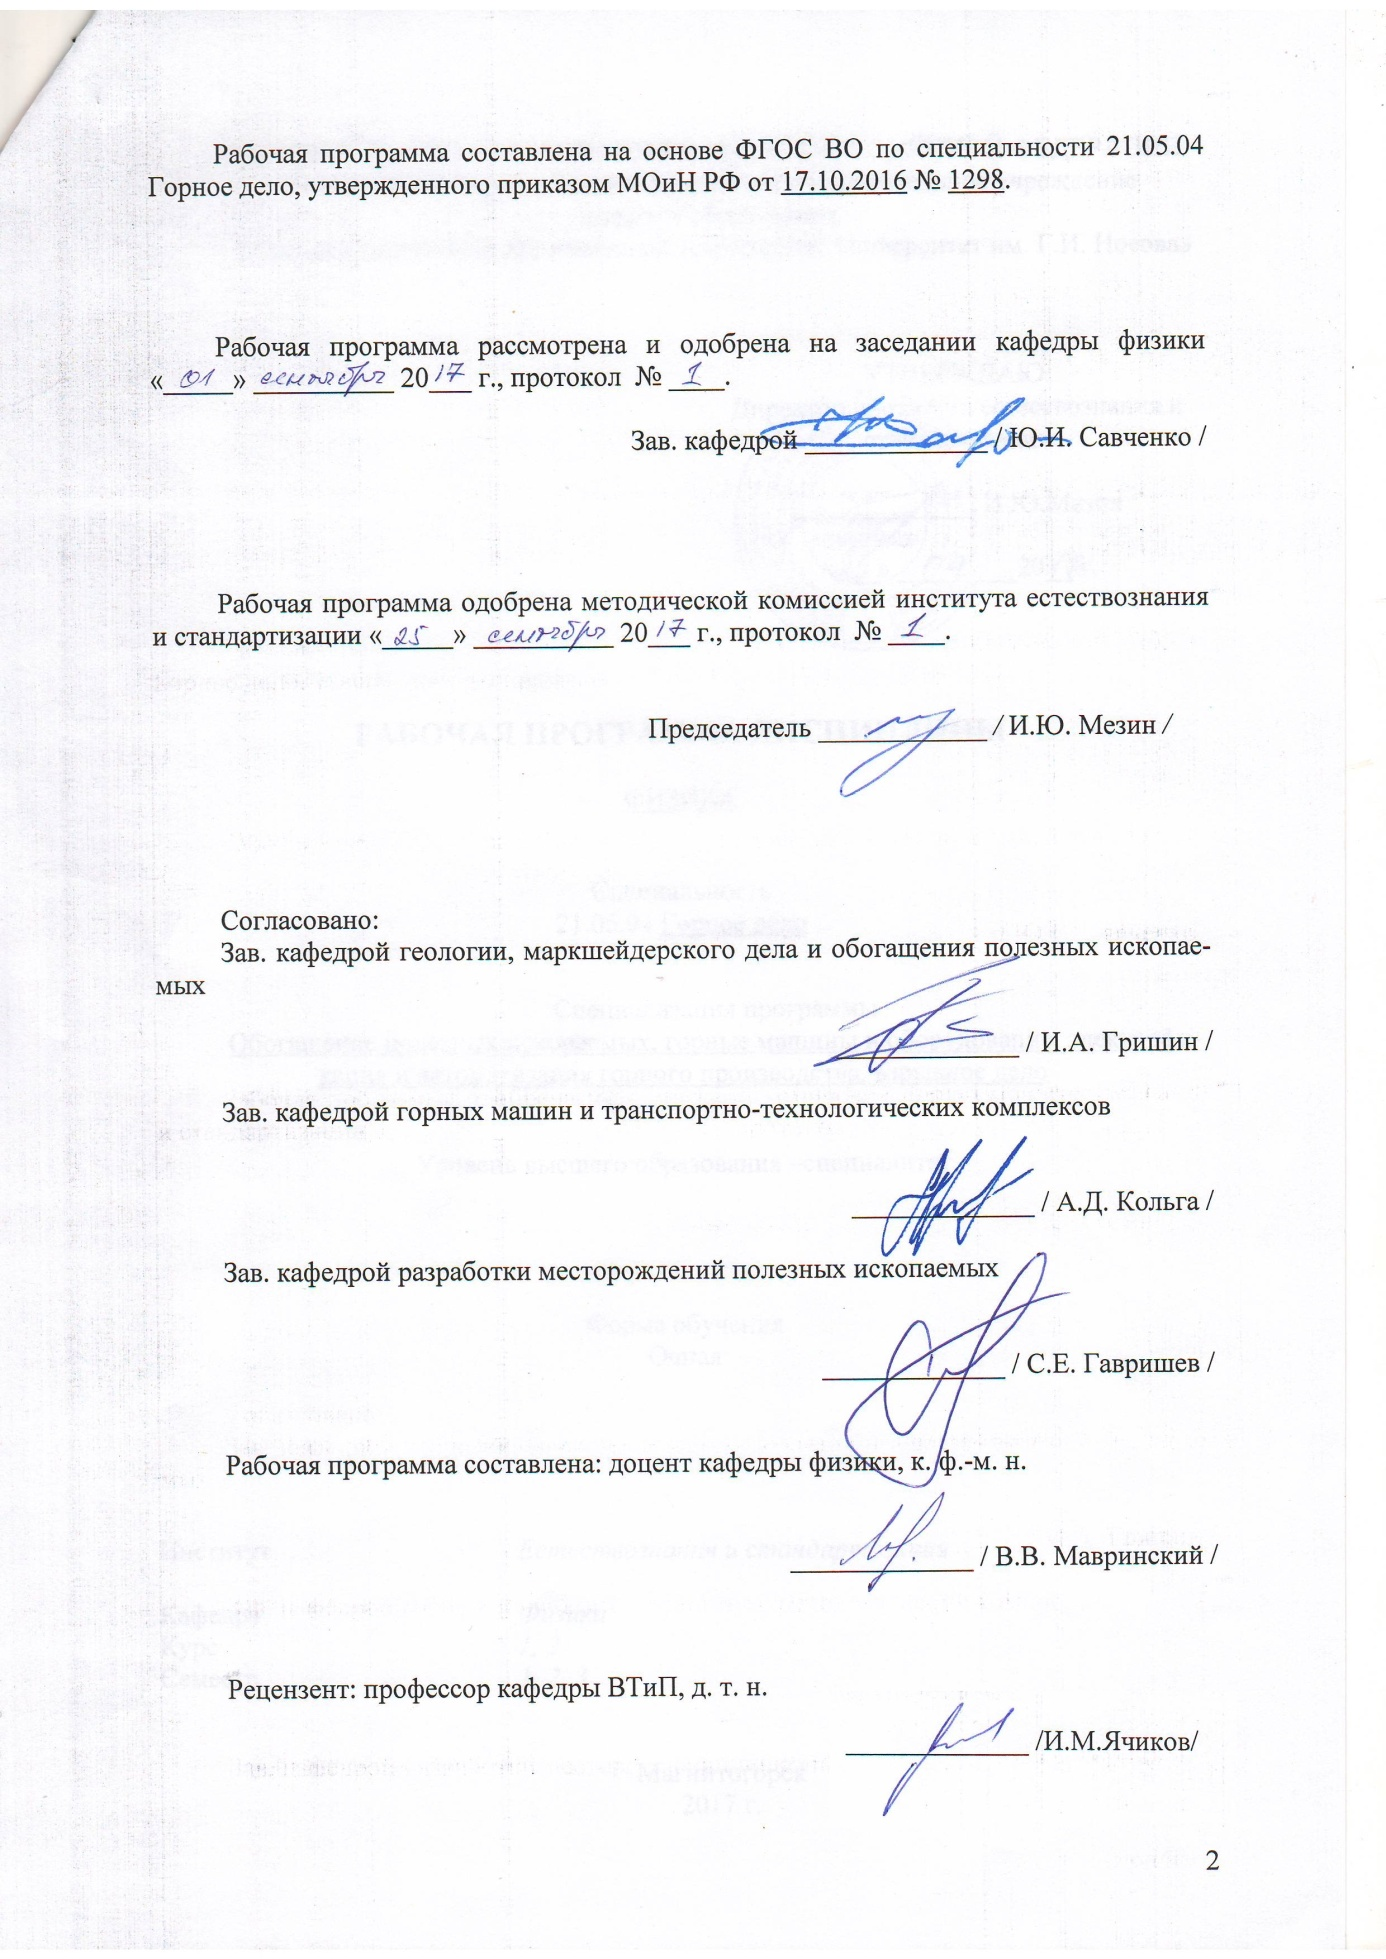 Рабочая программа составлена на основе ФГОС ВО по специальности 21.05.04
Горное дело, утвержденного приказом МОиН РФ от 17.10.2016 № 1298.
Рабочая программа рассмотрена и одобрена на заседании кафедры физики
« 01 » сентября 2017 г., протокол № 1.
Зав. кафедрой / Ю.И. Савченко /
Рабочая программа одобрена методической комиссией института естествознания
и стандартизации « 25 » сентября 2017 г., протокол № 1.
Председатель / И.Ю. Мезин /
Согласовано:
Зав. кафедрой геологии, маркшейдерского дела и обогащения полезных ископае-
мых
/ И.А. Гришин /
Зав. кафедрой горных машин и транспортно-технологических комплексов
/ А.Д. Кольга /
Зав. кафедрой разработки месторождений полезных ископаемых
/ С.Е. Гавришев /
Рабочая программа составлена: доцент кафедры физики, к. ф.-м. н.
/ В.В. Мавринский /
Рецензент: профессор кафедры ВТиП, д. т. н.
/И.М.Ячиков/
2